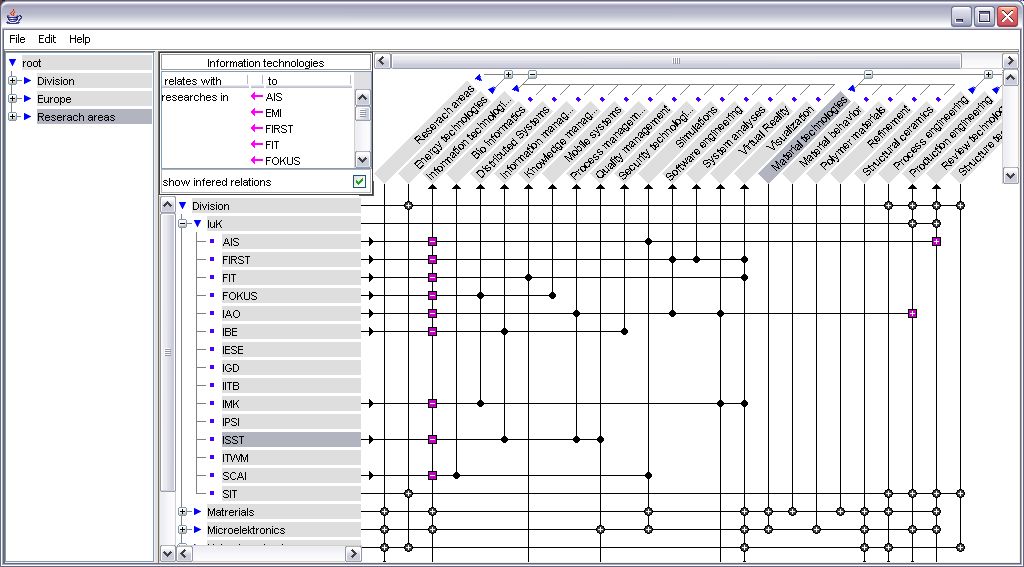 File Edit Help
root
Division
Europe
Reserach areas
Information technologies
relates with to
researches in AIS
EMI
FIRST
FIT
FOKUS
show infered relations
Reserach areas
Energy technologies
Information technologi...
Bio Informatics
Distributed Systems
Information manag...
Knowledge manag...
Mobile systems
Process managem...
Quality management
Security technologi...
Simulations
Software engineering
System analyses
Virtual Reality
Visualization
Material technologies
Material behavior
Polymer materials
Refinement
Structural ceramics
Process engineering
Production engineering
Review technolo
Structure te
Division
IuK
AIS
FIRST
FIT
FOKUS
IAO
IBE
IESE
IGD
IITB
IMK
IPSI
ISST
ITWM
SCAI
SIT
Matrerials
Microelektronics